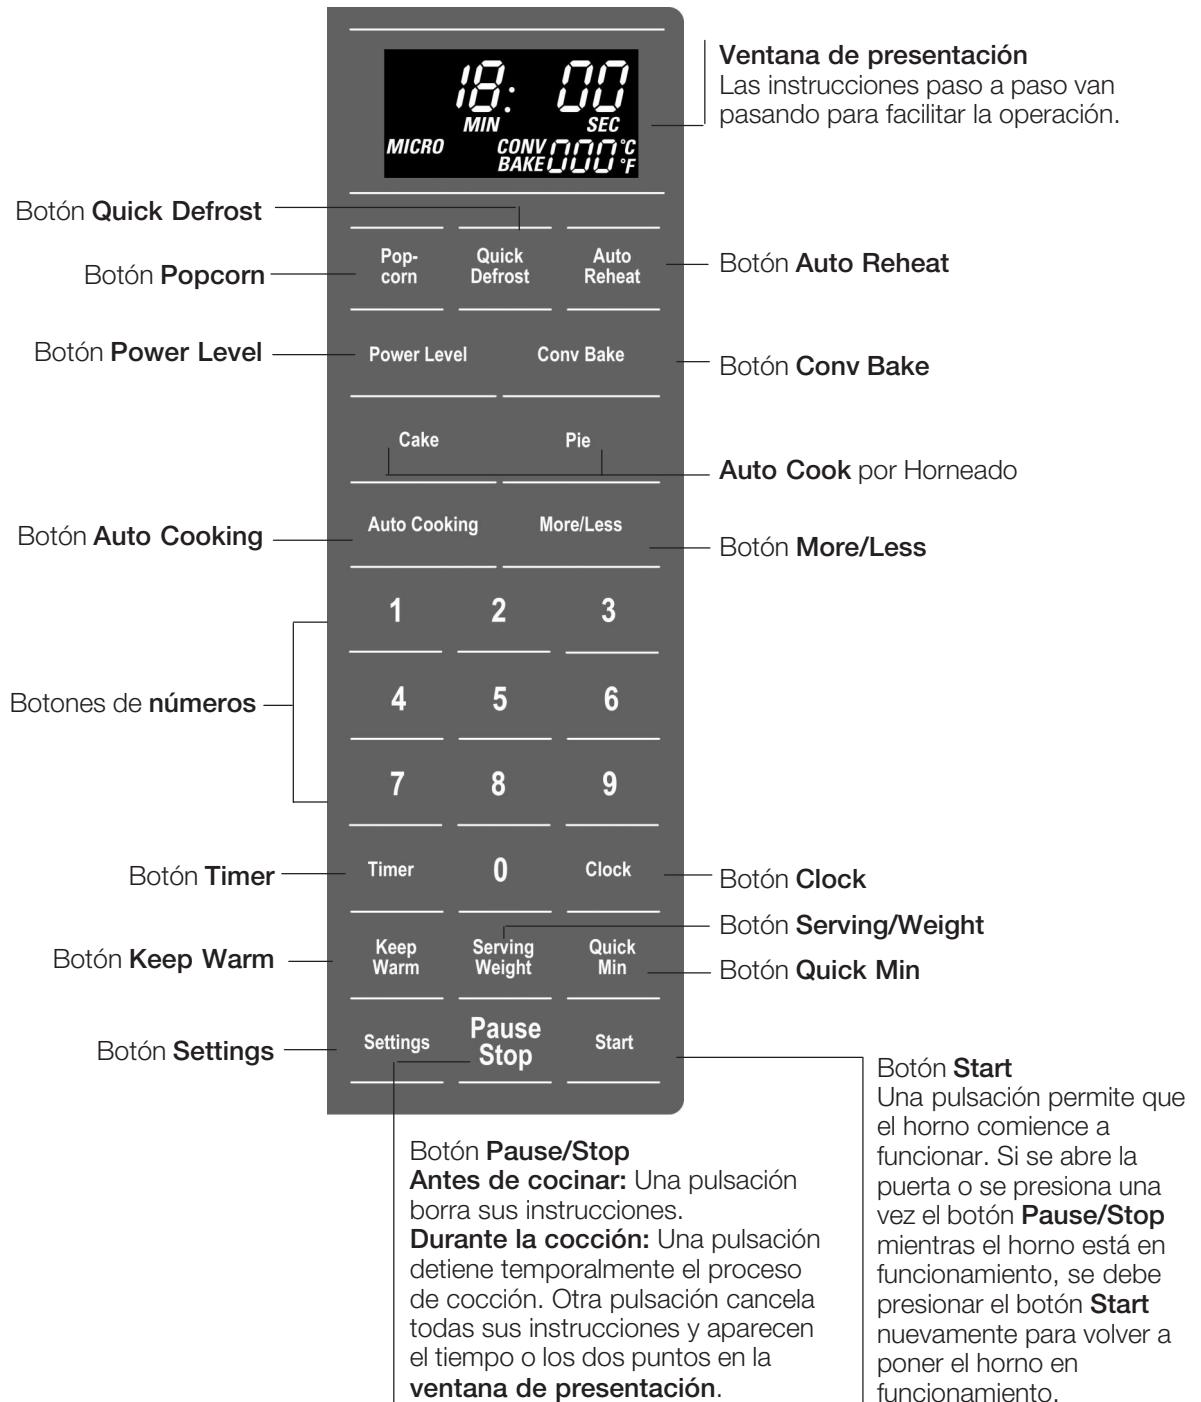 18: 00
MIN SEC
MICRO CONV 000 °C
BAKE °F
Ventana de presentación
Las instrucciones paso a paso van
pasando para facilitar la operación.
Botón Quick Defrost
Botón Popcorn
Pop-
corn
Quick
Defrost
Auto
Reheat
Botón Auto Reheat
Botón Power Level
Power Level
Conv Bake
Botón Conv Bake
Cake
Pie
Auto Cook por Horneado
Botón Auto Cooking
Auto Cooking
More/Less
Botón More/Less
1 2 3
Botones de números
4 5 6
7 8 9
Botón Timer
Timer
0
Clock
Botón Clock
Botón Serving/Weight
Botón Keep Warm
Keep
Warm
Serving
Weight
Quick
Min
Botón Quick Min
Botón Settings
Settings
Pause
Stop
Start
Botón Pause/Stop
Antes de cocinar: Una pulsación
borra sus instrucciones.
Durante la cocción: Una pulsación
detiene temporalmente el proceso
de cocción. Otra pulsación cancela
todas sus instrucciones y aparecen
el tiempo o los dos puntos en la
ventana de presentación.
Botón Start
Una pulsación permite que
el horno comience a
funcionar. Si se abre la
puerta o se presiona una
vez el botón Pause/Stop
mientras el horno está en
funcionamiento, se debe
presionar el botón Start
nuevamente para volver a
poner el horno en
funcionamiento.